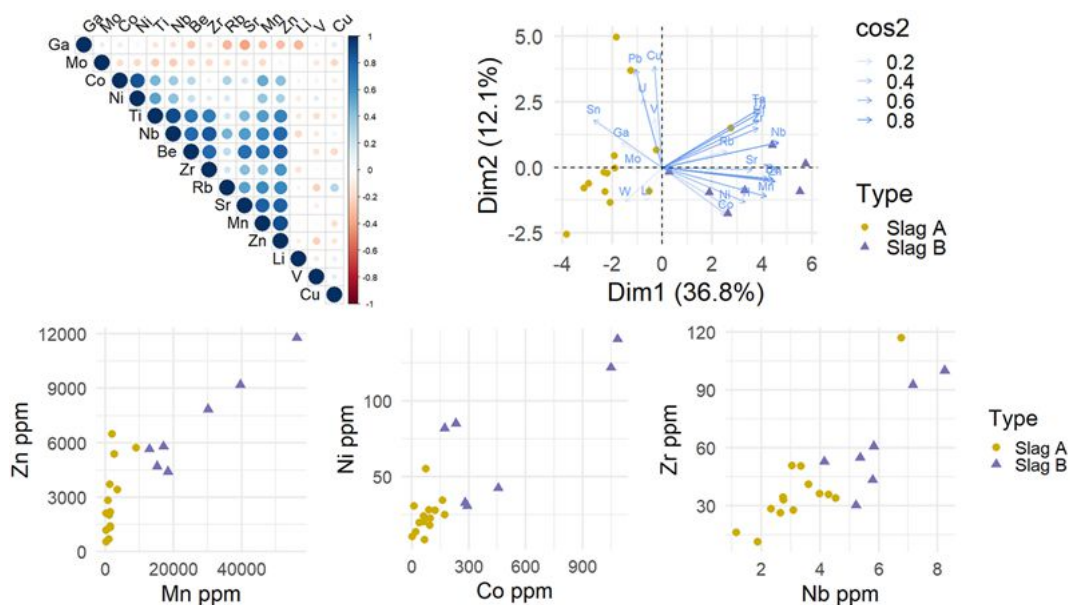 Ga Mo Co Ni Ti Nb Be Zr Rb Sr Mn Zn Li V Cu
Ga
Mo
Co
Ni
Ti
Nb
Be
Zr
Rb
Sr
Mn
Zn
Li
V
Cu
1
0.8
0.6
0.4
0.2
0
-0.2
-0.4
-0.6
-0.8
-1
Dim2 (12.1%)
5.0
2.5
0.0
-2.5
Pb Cu
U
V
Sn
Ga
Mo
W
Nb
Rb
Sr
Mn
Ni
Co
-4 -2 0 2 4 6
Dim1 (36.8%)
cos2
0.2
0.4
0.6
0.8
Type
Slag A
Slag B
Zn ppm
12000
9000
6000
3000
0
0 20000 40000
Mn ppm
Ni ppm
100
50
0 300 600 900
Co ppm
Zr ppm
120
90
60
30
2 4 6 8
Nb ppm
Type
Slag A
Slag B